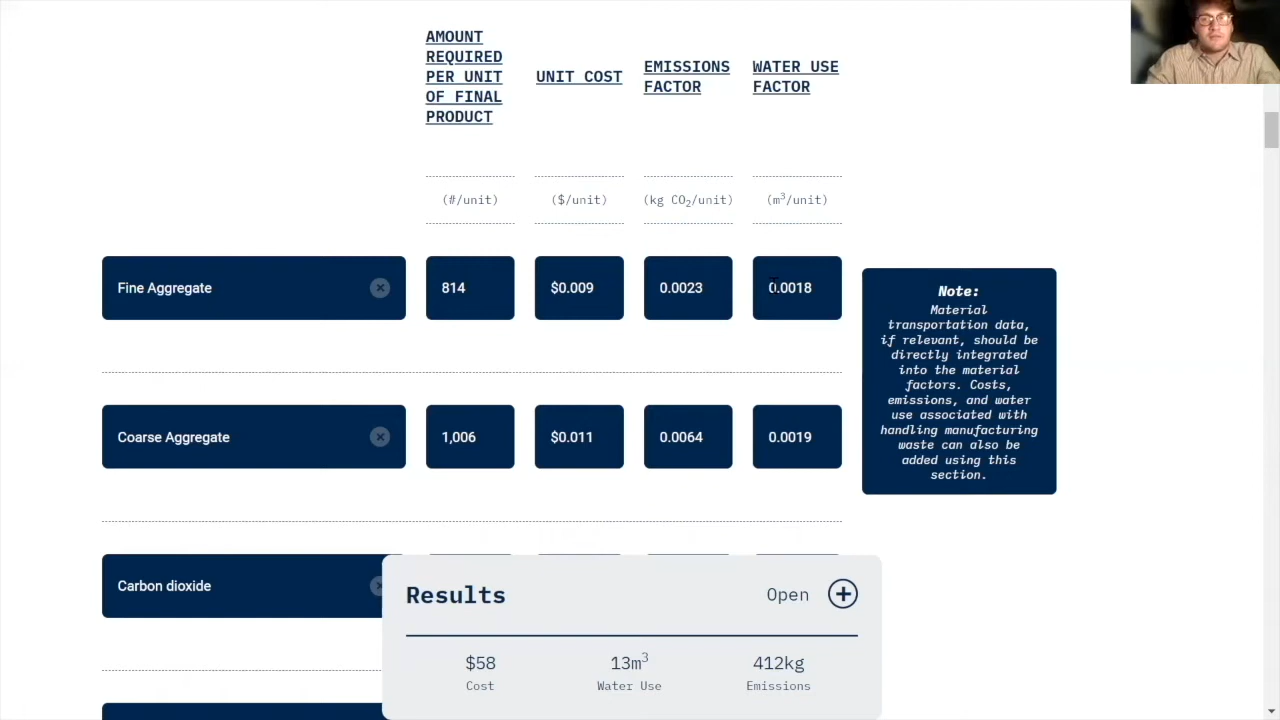 AMOUNT
REQUIRED
PER UNIT
OF FINAL
PRODUCT
UNIT COST
EMISSIONS
FACTOR
WATER USE
FACTOR
(#/unit)
($/unit)
(kg CO₂/unit)
(m³/unit)
Fine Aggregate
814
$0.009
0.0023
0.0018
Note:
Material
transportation data,
if relevant, should be
directly integrated
into the material
factors. Costs,
emissions, and water
use associated with
handling manufacturing
waste can also be
added using this
section.
Coarse Aggregate
1,006
$0.011
0.0064
0.0019
Carbon dioxide
Results
Open
$58
13m³
412kg
Cost
Water Use
Emissions